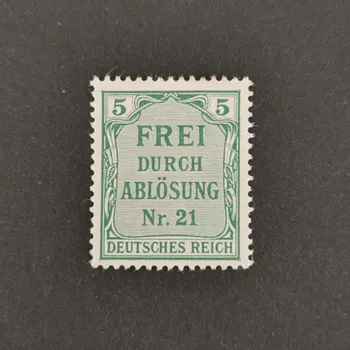 5 5
FREI
DURCH
ABLÖSUNG
Nr. 21
DEUTSCHES REICH